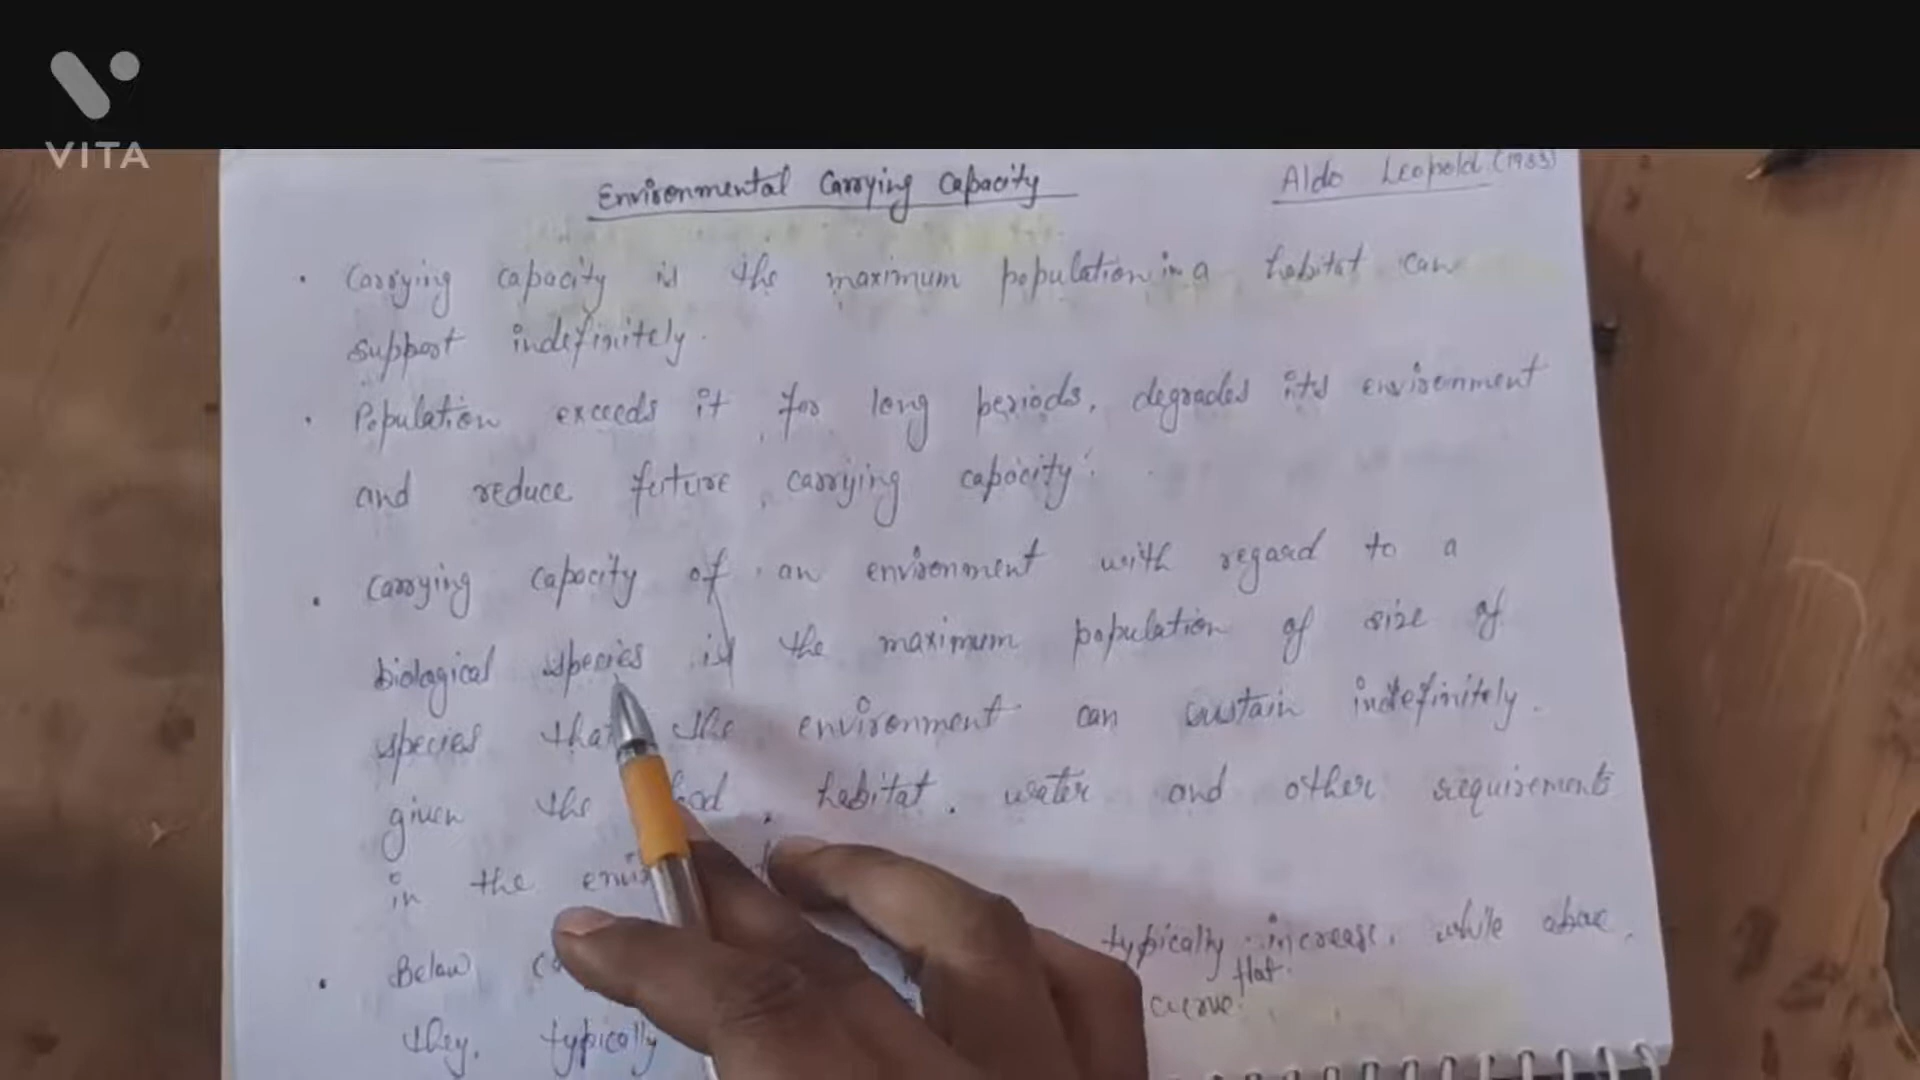 VITA
Environmental Carrying Capacity
Aldo Leopold (1933)
. Carrying capacity is the maximum population in a habitat can
support indefinitely.
. Population exceeds it for long periods, degrades its environment
and reduce future carrying capacity.
. Carrying capacity of an environment with regard to a
biological species is the maximum population of size of
species that the environment can sustain indefinitely.
given the habitat, water and other requirements
in the
. Below typically increase, while above,
flat
curve
they, typically